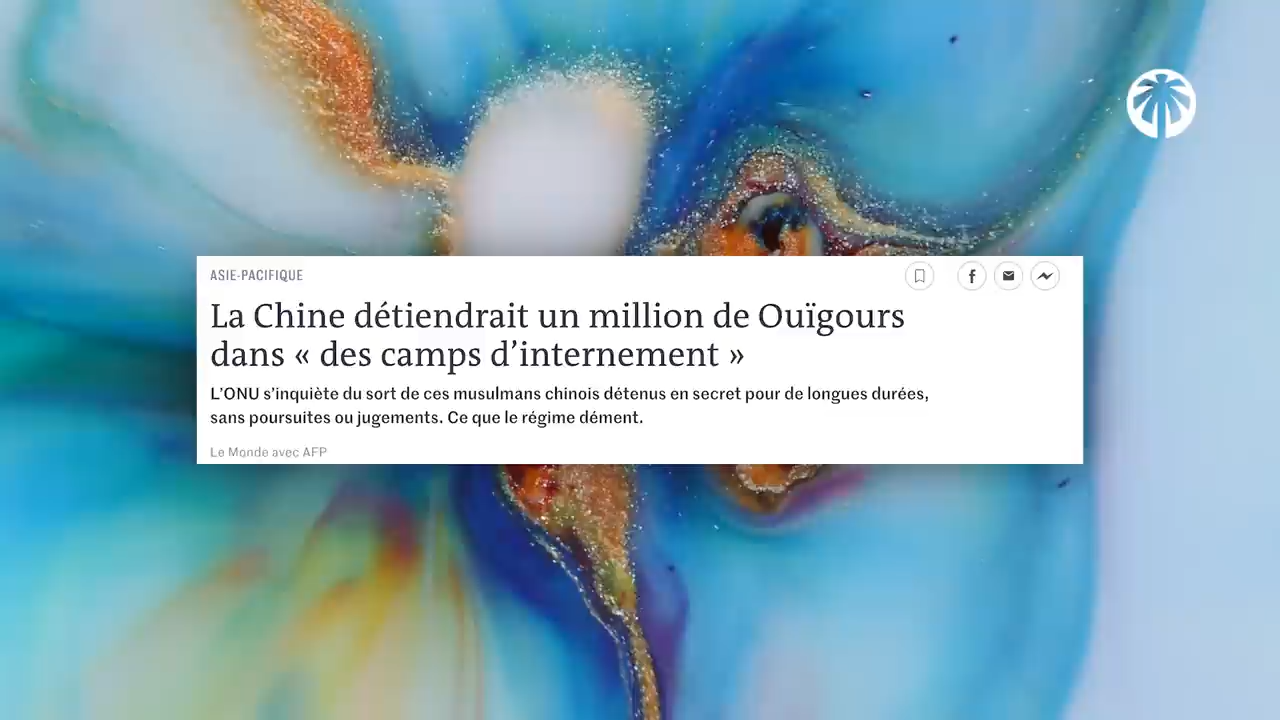 ASIE-PACIFIQUE
La Chine détiendrait un million de Ouïgours
dans « des camps d’internement »
L’ONU s’inquiète du sort de ces musulmans chinois détenus en secret pour de longues durées,
sans poursuites ou jugements. Ce que le régime dément.
Le Monde avec AFP